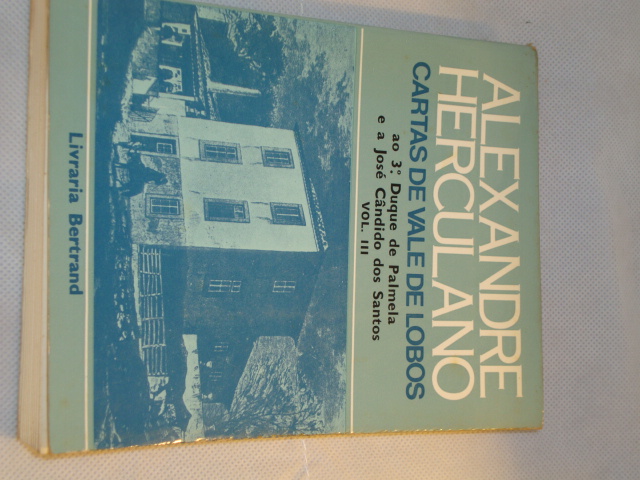 ALEXANDRE
HERCULANO
CARTAS DE VALE DE LOBOS
ao 3º. Duque de Palmela
e a José Cândido dos Santos
VOL. III
Livraria Bertrand